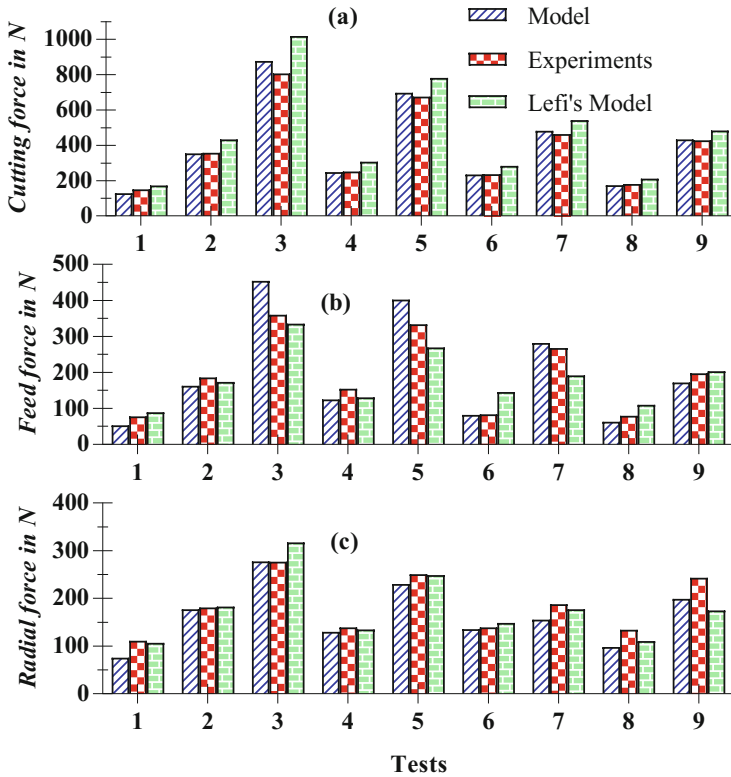 (a)
Model
Experiments
Lefi's Model
Cutting force in N
1000
800
600
400
200
0
1 2 3 4 5 6 7 8 9
(b)
Feed force in N
500
400
300
200
100
0
1 2 3 4 5 6 7 8 9
(c)
Radial force in N
400
300
200
100
0
1 2 3 4 5 6 7 8 9
Tests